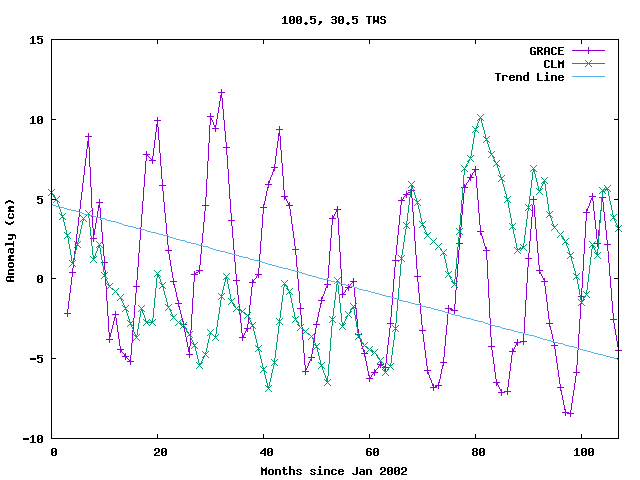 100.5, 30.5 TWS
GRACE
CLM
Trend Line
15
10
5
0
-5
-10
Anomaly (cm)
0 20 40 60 80 100
Months since Jan 2002